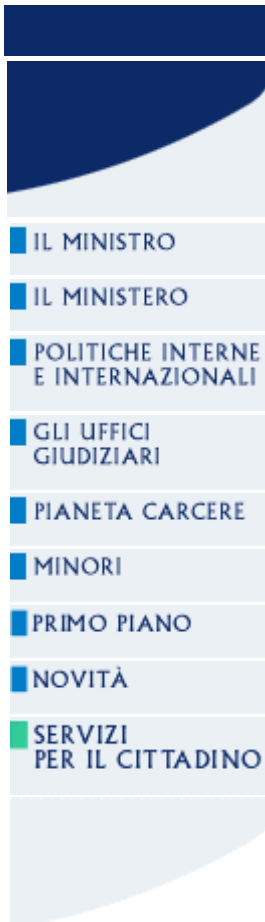 IL MINISTRO
IL MINISTERO
POLITICHE INTERNE
E INTERNAZIONALI
GLI UFFICI
GIUDIZIARI
PIANETA CARCERE
MINORI
PRIMO PIANO
NOVITÀ
SERVIZI
PER IL CITTADINO